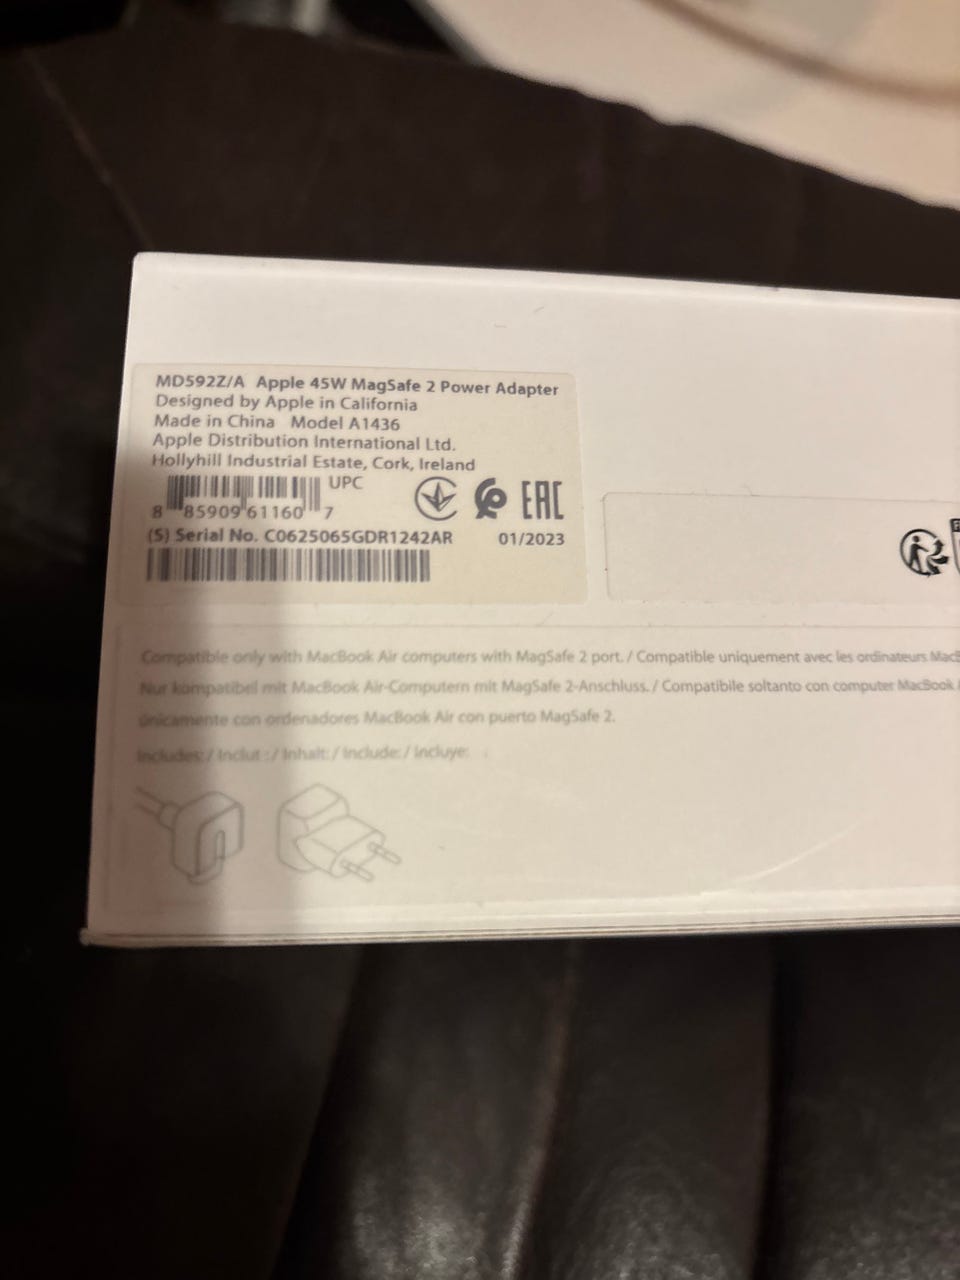 MD592Z/A Apple 45W MagSafe 2 Power Adapter
Designed by Apple in California
Made in China Model A1436
Apple Distribution International Ltd.
Hollyhill Industrial Estate, Cork, Ireland
UPC
8 85909 61160 7
EAC
(S) Serial No. C0625065GDR1242AR 01/2023
Compatible only with MacBook Air computers with MagSafe 2 port. / Compatible uniquement avec les ordinateurs
Nur kompatibel mit MacBook Air-Computern mit MagSafe 2-Anschluss. / Compatibile soltanto con computer MacBook
únicamente con ordenadores MacBook Air con puerto MagSafe 2.
Includes: / Inclut : / Inhalt: / Include: / Incluye: